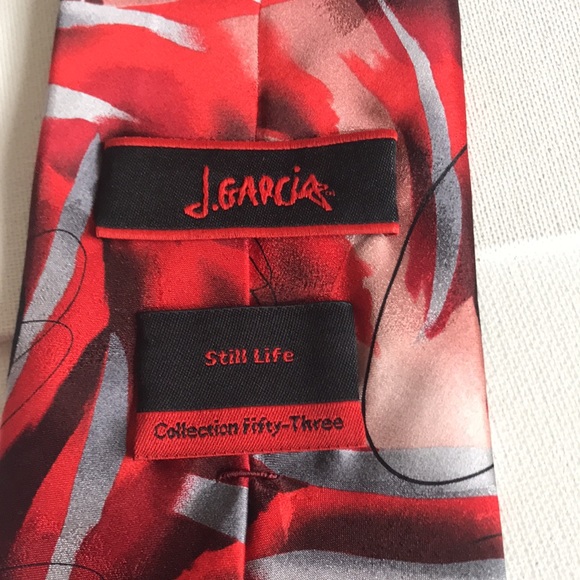 J.GARCiA
Still Life
Collection Fifty-Three